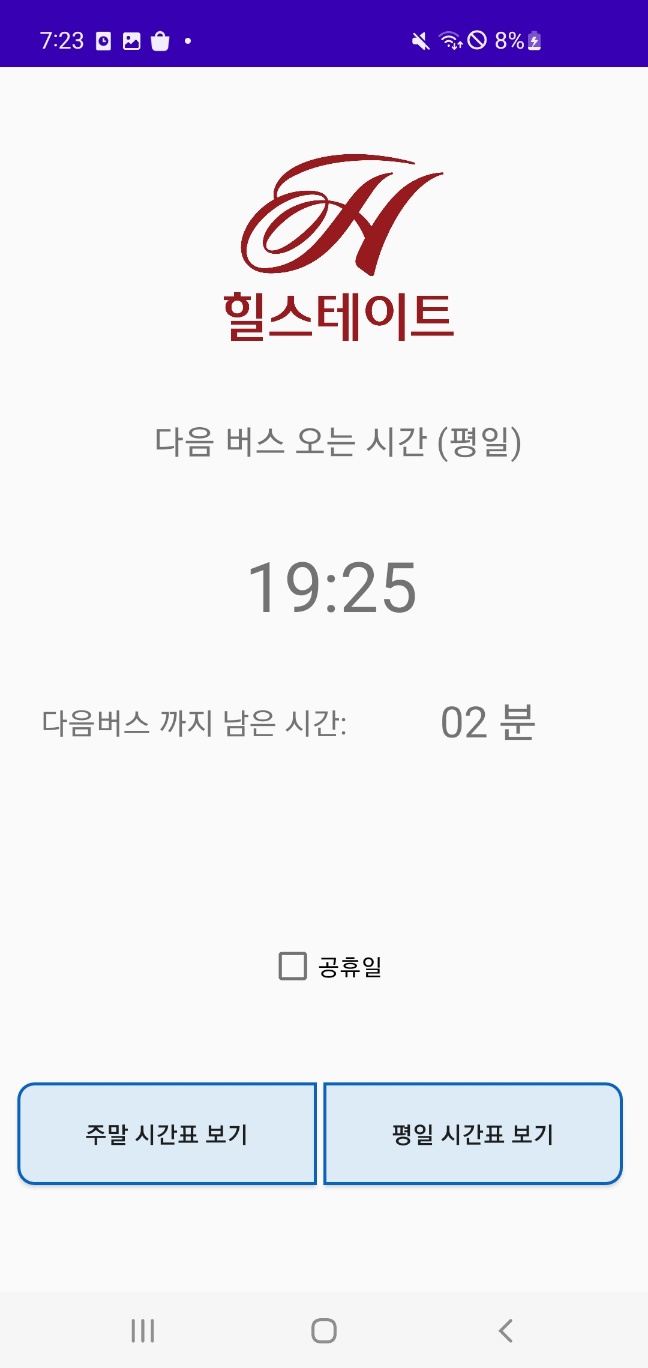 7:23
8%
H
힐스테이트
다음 버스 오는 시간 (평일)
19:25
다음버스 까지 남은 시간: 02 분
공휴일
주말 시간표 보기 평일 시간표 보기